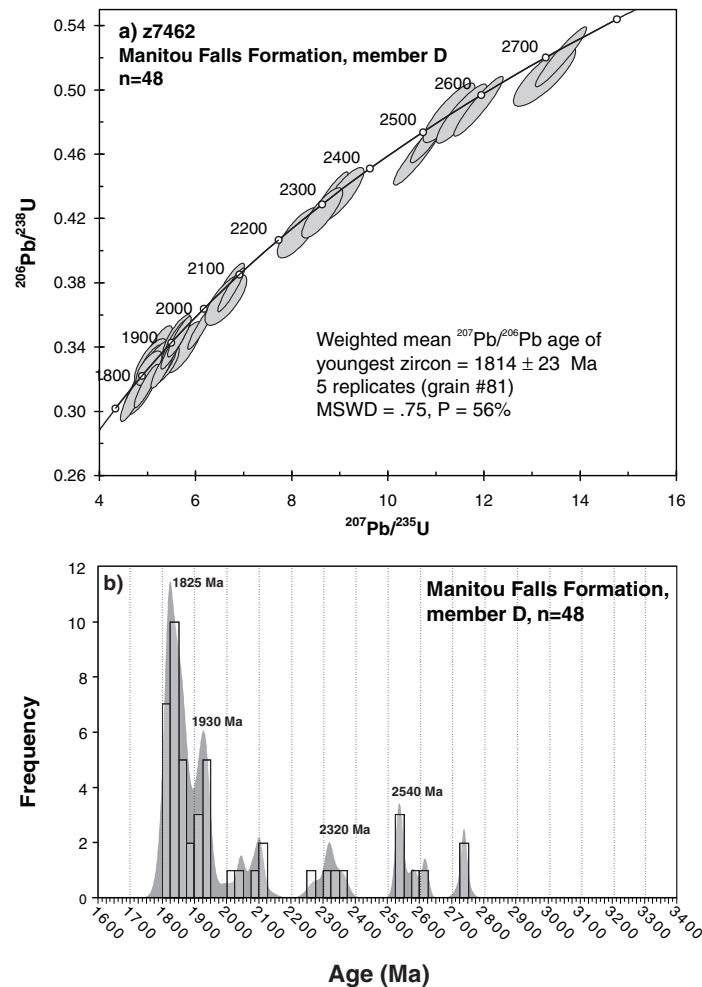 a) z7462
Manitou Falls Formation, member D
n=48
0.54
0.50
0.46
0.42
0.38
0.34
0.30
0.26
²⁰⁶Pb/²³⁸U
2700
2600
2500
2400
2300
2200
2100
2000
1900
1800
Weighted mean ²⁰⁷Pb/²⁰⁶Pb age of
youngest zircon = 1814 ± 23 Ma
5 replicates (grain #81)
MSWD = .75, P = 56%
4 6 8 10 12 14 16
²⁰⁷Pb/²³⁵U
b)
Manitou Falls Formation,
member D, n=48
12
10
8
6
4
2
0
Frequency
1825 Ma
1930 Ma
2320 Ma
2540 Ma
1600 1700 1800 1900 2000 2100 2200 2300 2400 2500 2600 2700 2800 2900 3000 3100 3200 3300 3400
Age (Ma)